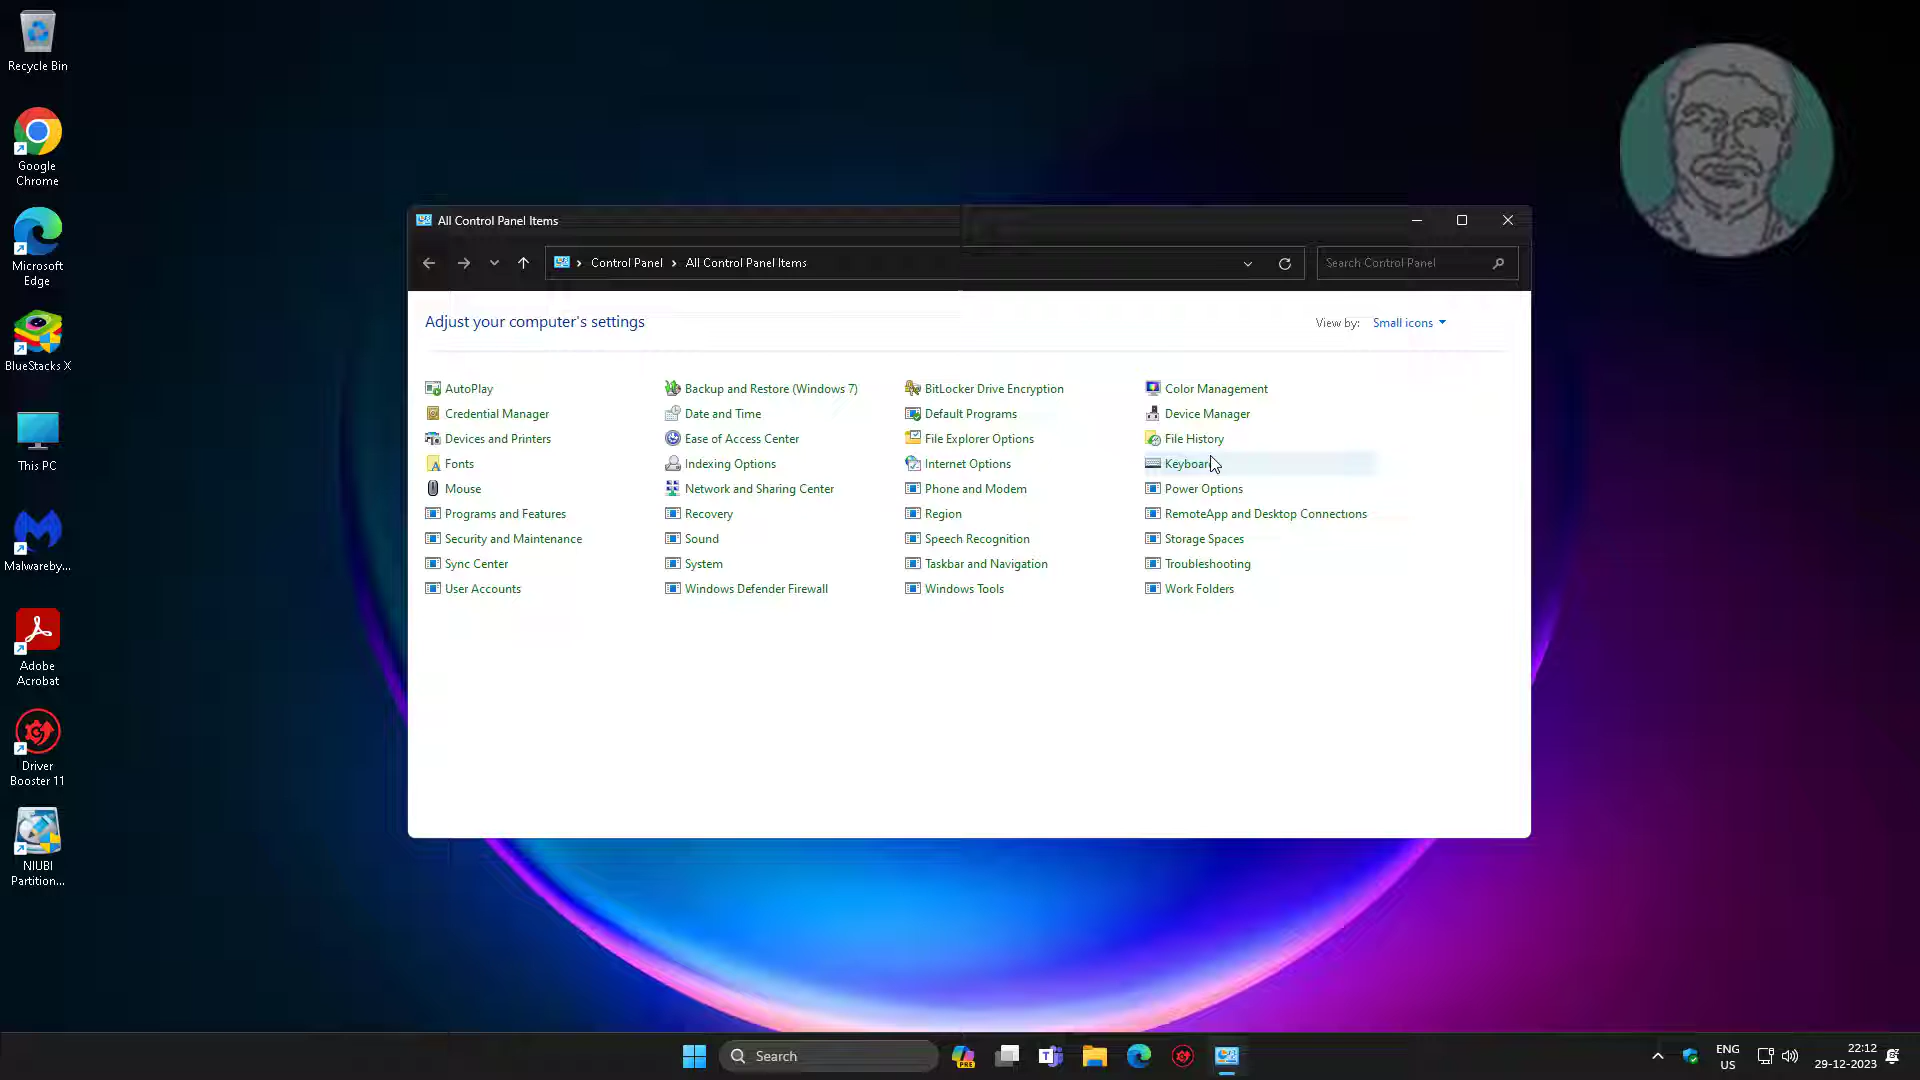 Recycle Bin
Google
Chrome
Microsoft
Edge
BlueStacks X
This PC
Malwareby...
Adobe
Acrobat
Driver
Booster 11
NIUBI
Partition...
All Control Panel Items
Control Panel
All Control Panel Items
Search Control Panel
Adjust your computer's settings
View by: Small icons
AutoPlay
Backup and Restore (Windows 7)
BitLocker Drive Encryption
Color Management
Credential Manager
Date and Time
Default Programs
Device Manager
Devices and Printers
Ease of Access Center
File Explorer Options
File History
Fonts
Indexing Options
Internet Options
Keyboard
Mouse
Network and Sharing Center
Phone and Modem
Power Options
Programs and Features
Recovery
Region
RemoteApp and Desktop Connections
Security and Maintenance
Sound
Speech Recognition
Storage Spaces
Sync Center
System
Taskbar and Navigation
Troubleshooting
User Accounts
Windows Defender Firewall
Windows Tools
Work Folders
Search
PRE
ENG
US
22:12
29-12-2023